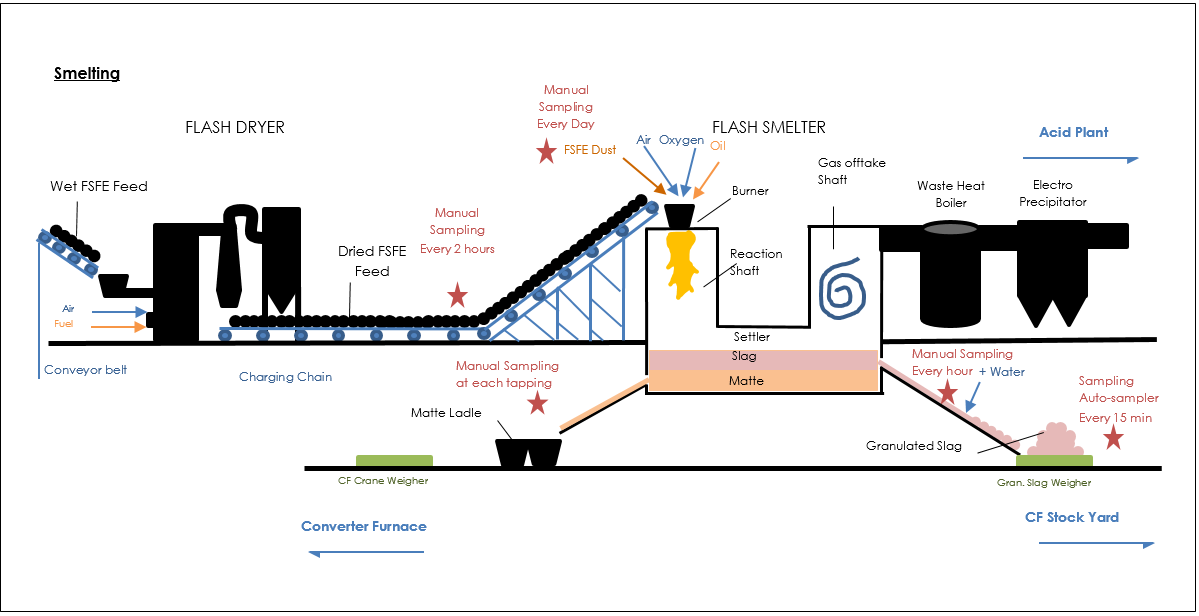 Smelting
Manual
Sampling
Every Day
FLASH DRYER
FLASH SMELTER
Acid Plant
FSFE Dust
Air
Oxygen
Oil
Gas offtake
Shaft
Wet FSFE Feed
Burner
Waste Heat
Boiler
Electro
Precipitator
Manual
Sampling
Every 2 hours
Dried FSFE
Feed
Reaction
Shaft
Air
Fuel
Settler
Slag
Matte
Conveyor belt
Charging Chain
Manual Sampling
at each tapping
Manual Sampling
Every hour
+ Water
Sampling
Auto-sampler
Every 15 min
Matte Ladle
Granulated Slag
CF Crane Weigher
Gran. Slag Weigher
Converter Furnace
CF Stock Yard